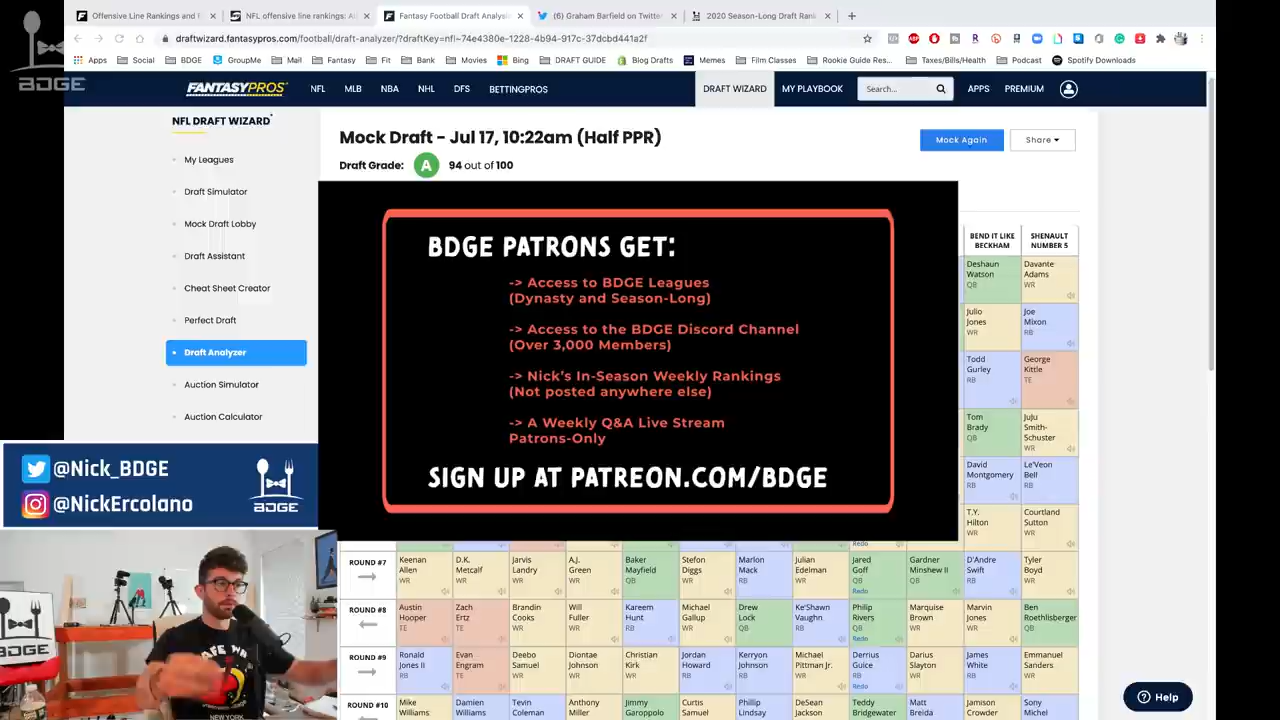 Offensive Line Rankings and F
NFL offensive line rankings: Al
Fantasy Football Draft Analysi
(6) Graham Barfield on Twitter
2020 Season-Long Draft Rank
draftwizard.fantasypros.com/football/draft-analyzer/?draftKey=nfl~74e4380e-1228-4b94-917c-37dcbd441a2f
Apps Social BDGE GroupMe Mail Fantasy Fit Bank Movies Bing DRAFT GUIDE Blog Drafts Memes Film Classes Rookie Guide Res... Taxes/Bills/Health Podcast Spotify Downloads
BDGE
FANTASYPROS NFL MLB NBA NHL DFS BETTINGPROS DRAFT WIZARD MY PLAYBOOK Search... APPS PREMIUM
NFL DRAFT WIZARD
My Leagues
Draft Simulator
Mock Draft Lobby
Draft Assistant
Cheat Sheet Creator
Perfect Draft
Draft Analyzer
Auction Simulator
Auction Calculator
Mock Draft - Jul 17, 10:22am (Half PPR)
Mock Again Share
Draft Grade: A 94 out of 100
BDGE PATRONS GET:
-> Access to BDGE Leagues
(Dynasty and Season-Long)
-> Access to the BDGE Discord Channel
(Over 3,000 Members)
-> Nick's In-Season Weekly Rankings
(Not posted anywhere else)
-> A Weekly Q&A Live Stream
Patrons-Only
SIGN UP AT PATREON.COM/BDGE
BEND IT LIKE SHENAULT
BECKHAM NUMBER 5
Deshaun Davante
Watson Adams
QB WR
Julio Joe
Jones Mixon
WR RB
Todd George
Gurley Kittle
RB TE
Tom JuJu
Brady Smith-
QB Schuster
WR
David Le'Veon
Montgomery Bell
RB RB
T.Y. Courtland
Hilton Sutton
WR WR
Redo
ROUND #7
Keenan D.K. Jarvis A.J. Baker Stefon Marlon Julian Jared Gardner D'Andre Tyler
Allen Metcalf Landry Green Mayfield Diggs Mack Edelman Goff Minshew II Swift Boyd
WR WR WR WR QB WR RB WR QB QB RB WR
Redo
ROUND #8
Austin Zach Brandin Will Kareem Michael Drew Ke'Shawn Philip Marquise Marvin Ben
Hooper Ertz Cooks Fuller Hunt Gallup Lock Vaughn Rivers Brown Jones Roethlisberger
TE TE WR WR RB WR QB RB QB WR WR QB
Redo
ROUND #9
Ronald Evan Deebo Diontae Christian Jordan Kerryon Michael Derrius Darius James Emmanuel
Jones II Engram Samuel Johnson Kirk Howard Johnson Pittman Jr. Guice Slayton White Sanders
RB TE WR WR WR RB RB WR RB WR RB WR
Redo
ROUND #10
Mike Damien Tevin Anthony Jimmy Curtis Phillip DeSean Teddy Matt Jamison Sony
Williams Williams Coleman Miller Garoppolo Samuel Lindsay Jackson Bridgewater Breida Crowder Michel
@Nick_BDGE
@NickErcolano
BDGE
NEW YORK
Help